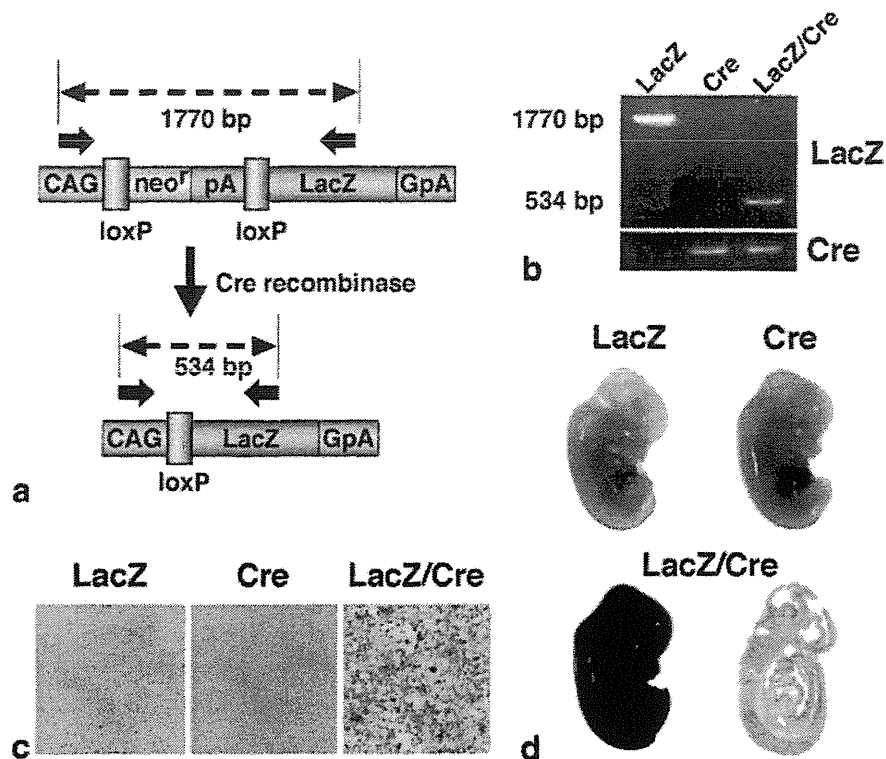 1770 bp
CAG neoʳ pA LacZ GpA
loxP loxP
Cre recombinase
534 bp
CAG LacZ GpA
loxP
a
LacZ Cre LacZ/Cre
1770 bp
LacZ
534 bp
Cre
b
LacZ Cre LacZ/Cre
c
LacZ Cre
LacZ/Cre
d